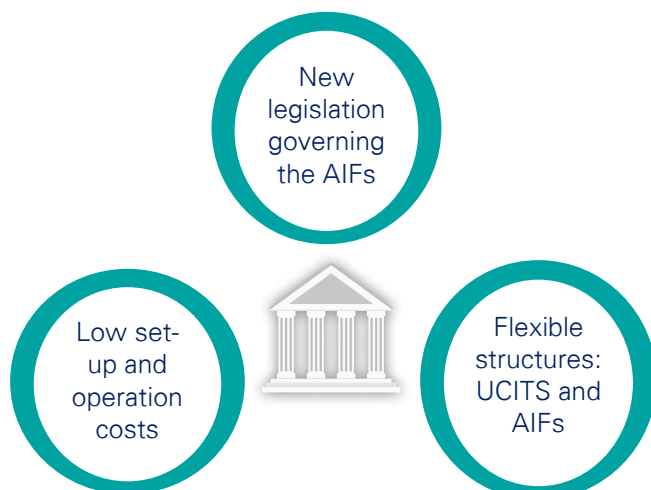 New
legislation
governing
the AIFs
Low set-
up and
operation
costs
Flexible
structures:
UCITS and
AIFs